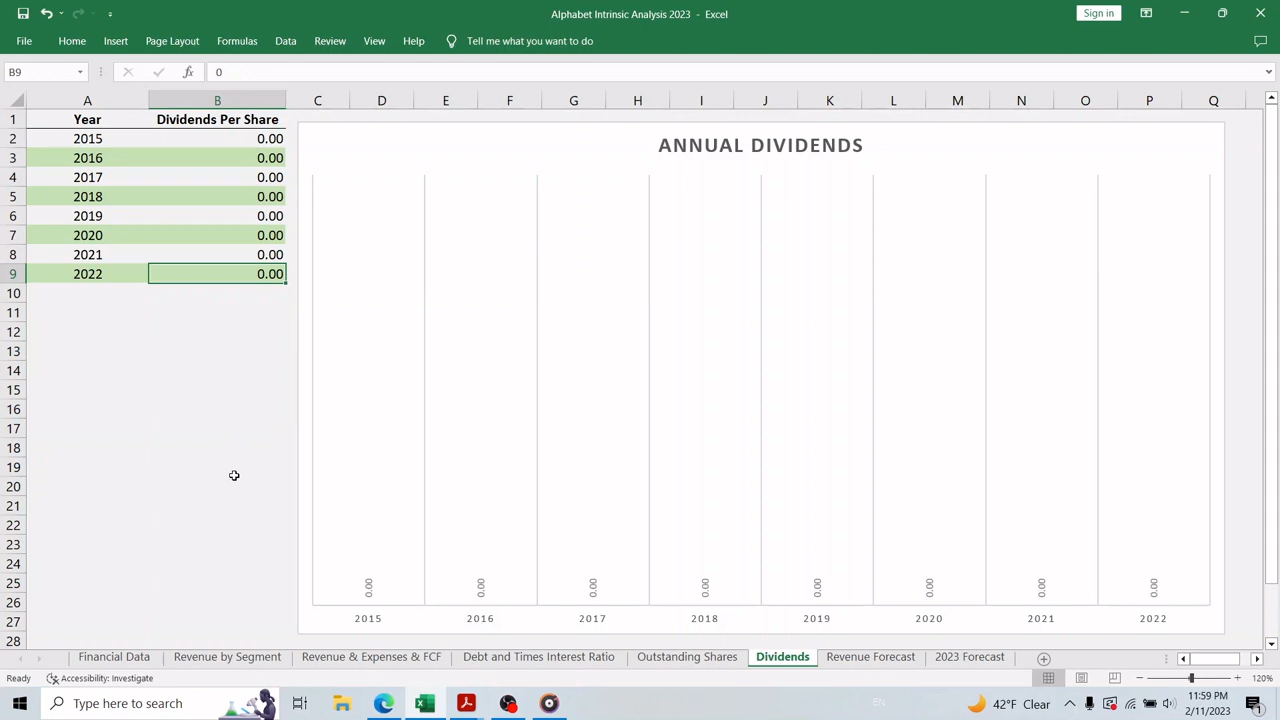 Alphabet Intrinsic Analysis 2023 - Excel
Sign in
File Home Insert Page Layout Formulas Data Review View Help Tell me what you want to do
B9 fx 0
A B C D E F G H I J K L M N O P Q
1 Year Dividends Per Share
2 2015 0.00
3 2016 0.00
4 2017 0.00
5 2018 0.00
6 2019 0.00
7 2020 0.00
8 2021 0.00
9 2022 0.00
10
11
12
13
14
15
16
17
18
19
20
21
22
23
24
25
26
27
28
ANNUAL DIVIDENDS
0.00 0.00 0.00 0.00 0.00 0.00 0.00 0.00
2015 2016 2017 2018 2019 2020 2021 2022
Financial Data Revenue by Segment Revenue & Expenses & FCF Debt and Times Interest Ratio Outstanding Shares Dividends Revenue Forecast 2023 Forecast
Ready Accessibility: Investigate 120%
Type here to search EN 42°F Clear 11:59 PM
2/11/2023 1